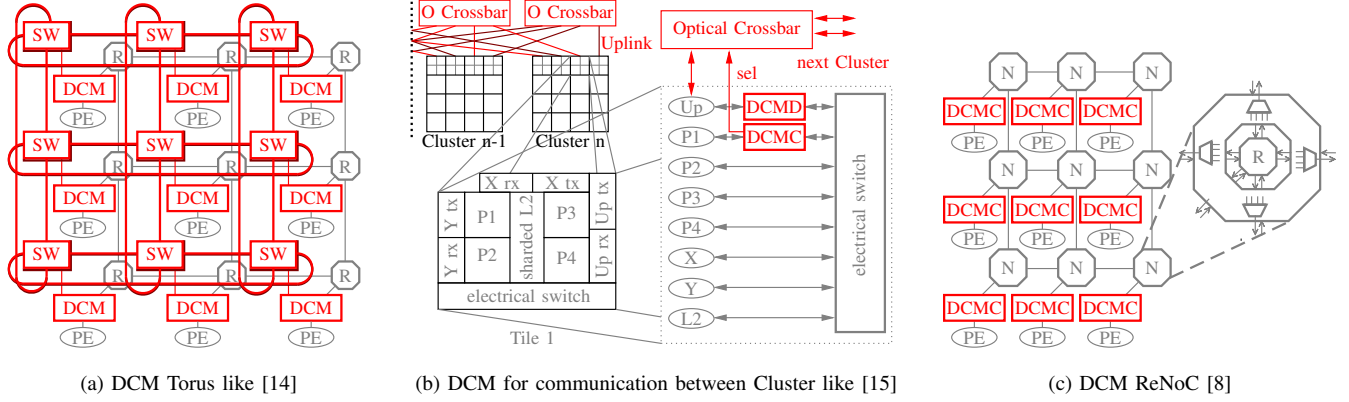 SW SW SW
R R R
DCM DCM DCM
PE PE PE
SW SW SW
R R R
DCM DCM DCM
PE PE PE
SW SW SW
R R R
DCM DCM DCM
PE PE PE
(a) DCM Torus like [14]
O Crossbar O Crossbar
Uplink
Cluster n-1 Cluster n
X rx X tx
Y tx P1 sharded L2 P3 Up tx
Y rx P2 P4 Up rx
electrical switch
Tile 1
Optical Crossbar
next Cluster
sel
Up DCMD
P1 DCMC
P2
P3
P4
X
Y
L2
electrical switch
(b) DCM for communication between Cluster like [15]
N N N
DCMC DCMC DCMC
PE PE PE
N N N
DCMC DCMC DCMC
PE PE PE
N N N
DCMC DCMC DCMC
PE PE PE
R
(c) DCM ReNoC [8]